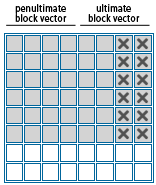 penultimate ultimate
block vector block vector